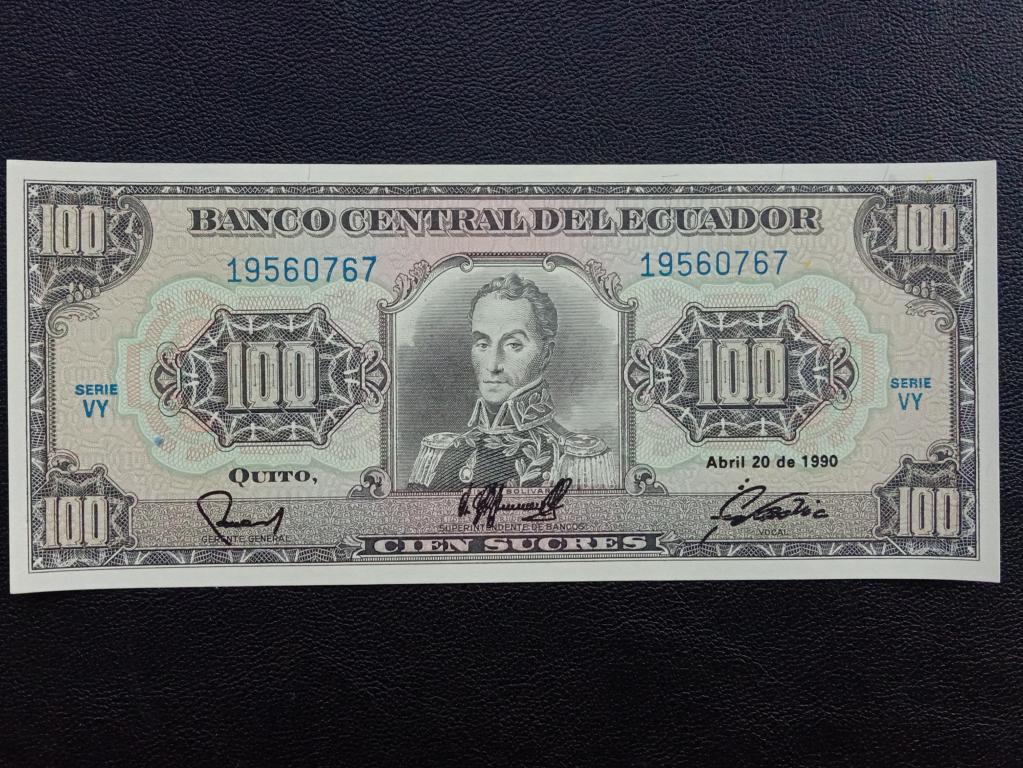 100 BANCO CENTRAL DEL ECUADOR 100
19560767 19560767
100 100
SERIE VY SERIE VY
QUITO, Abril 20 de 1990
BOLIVAR
100 100
GERENTE GENERAL SUPERINTENDENTE DE BANCOS VOCAL
CIEN SUCRES